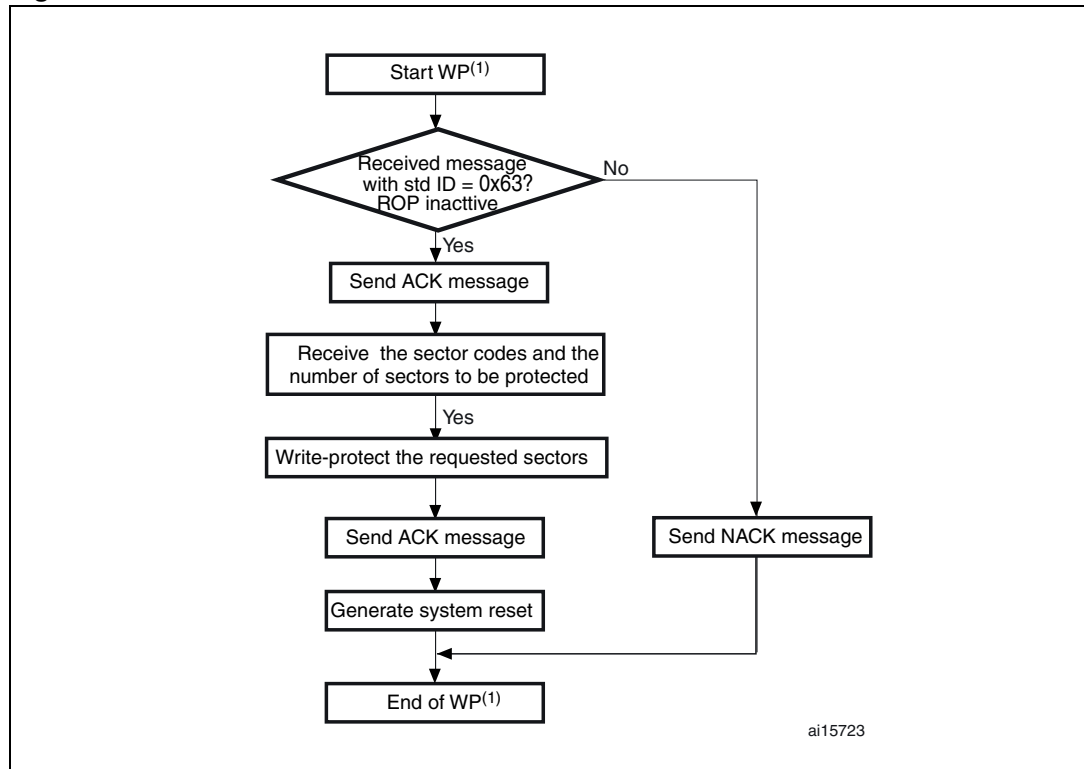 Start WP(1)
Received message
with std ID = 0x63?
ROP inacttive
No
Yes
Send ACK message
Receive the sector codes and the
number of sectors to be protected
Yes
Write-protect the requested sectors
Send ACK message
Send NACK message
Generate system reset
End of WP(1)
ai15723